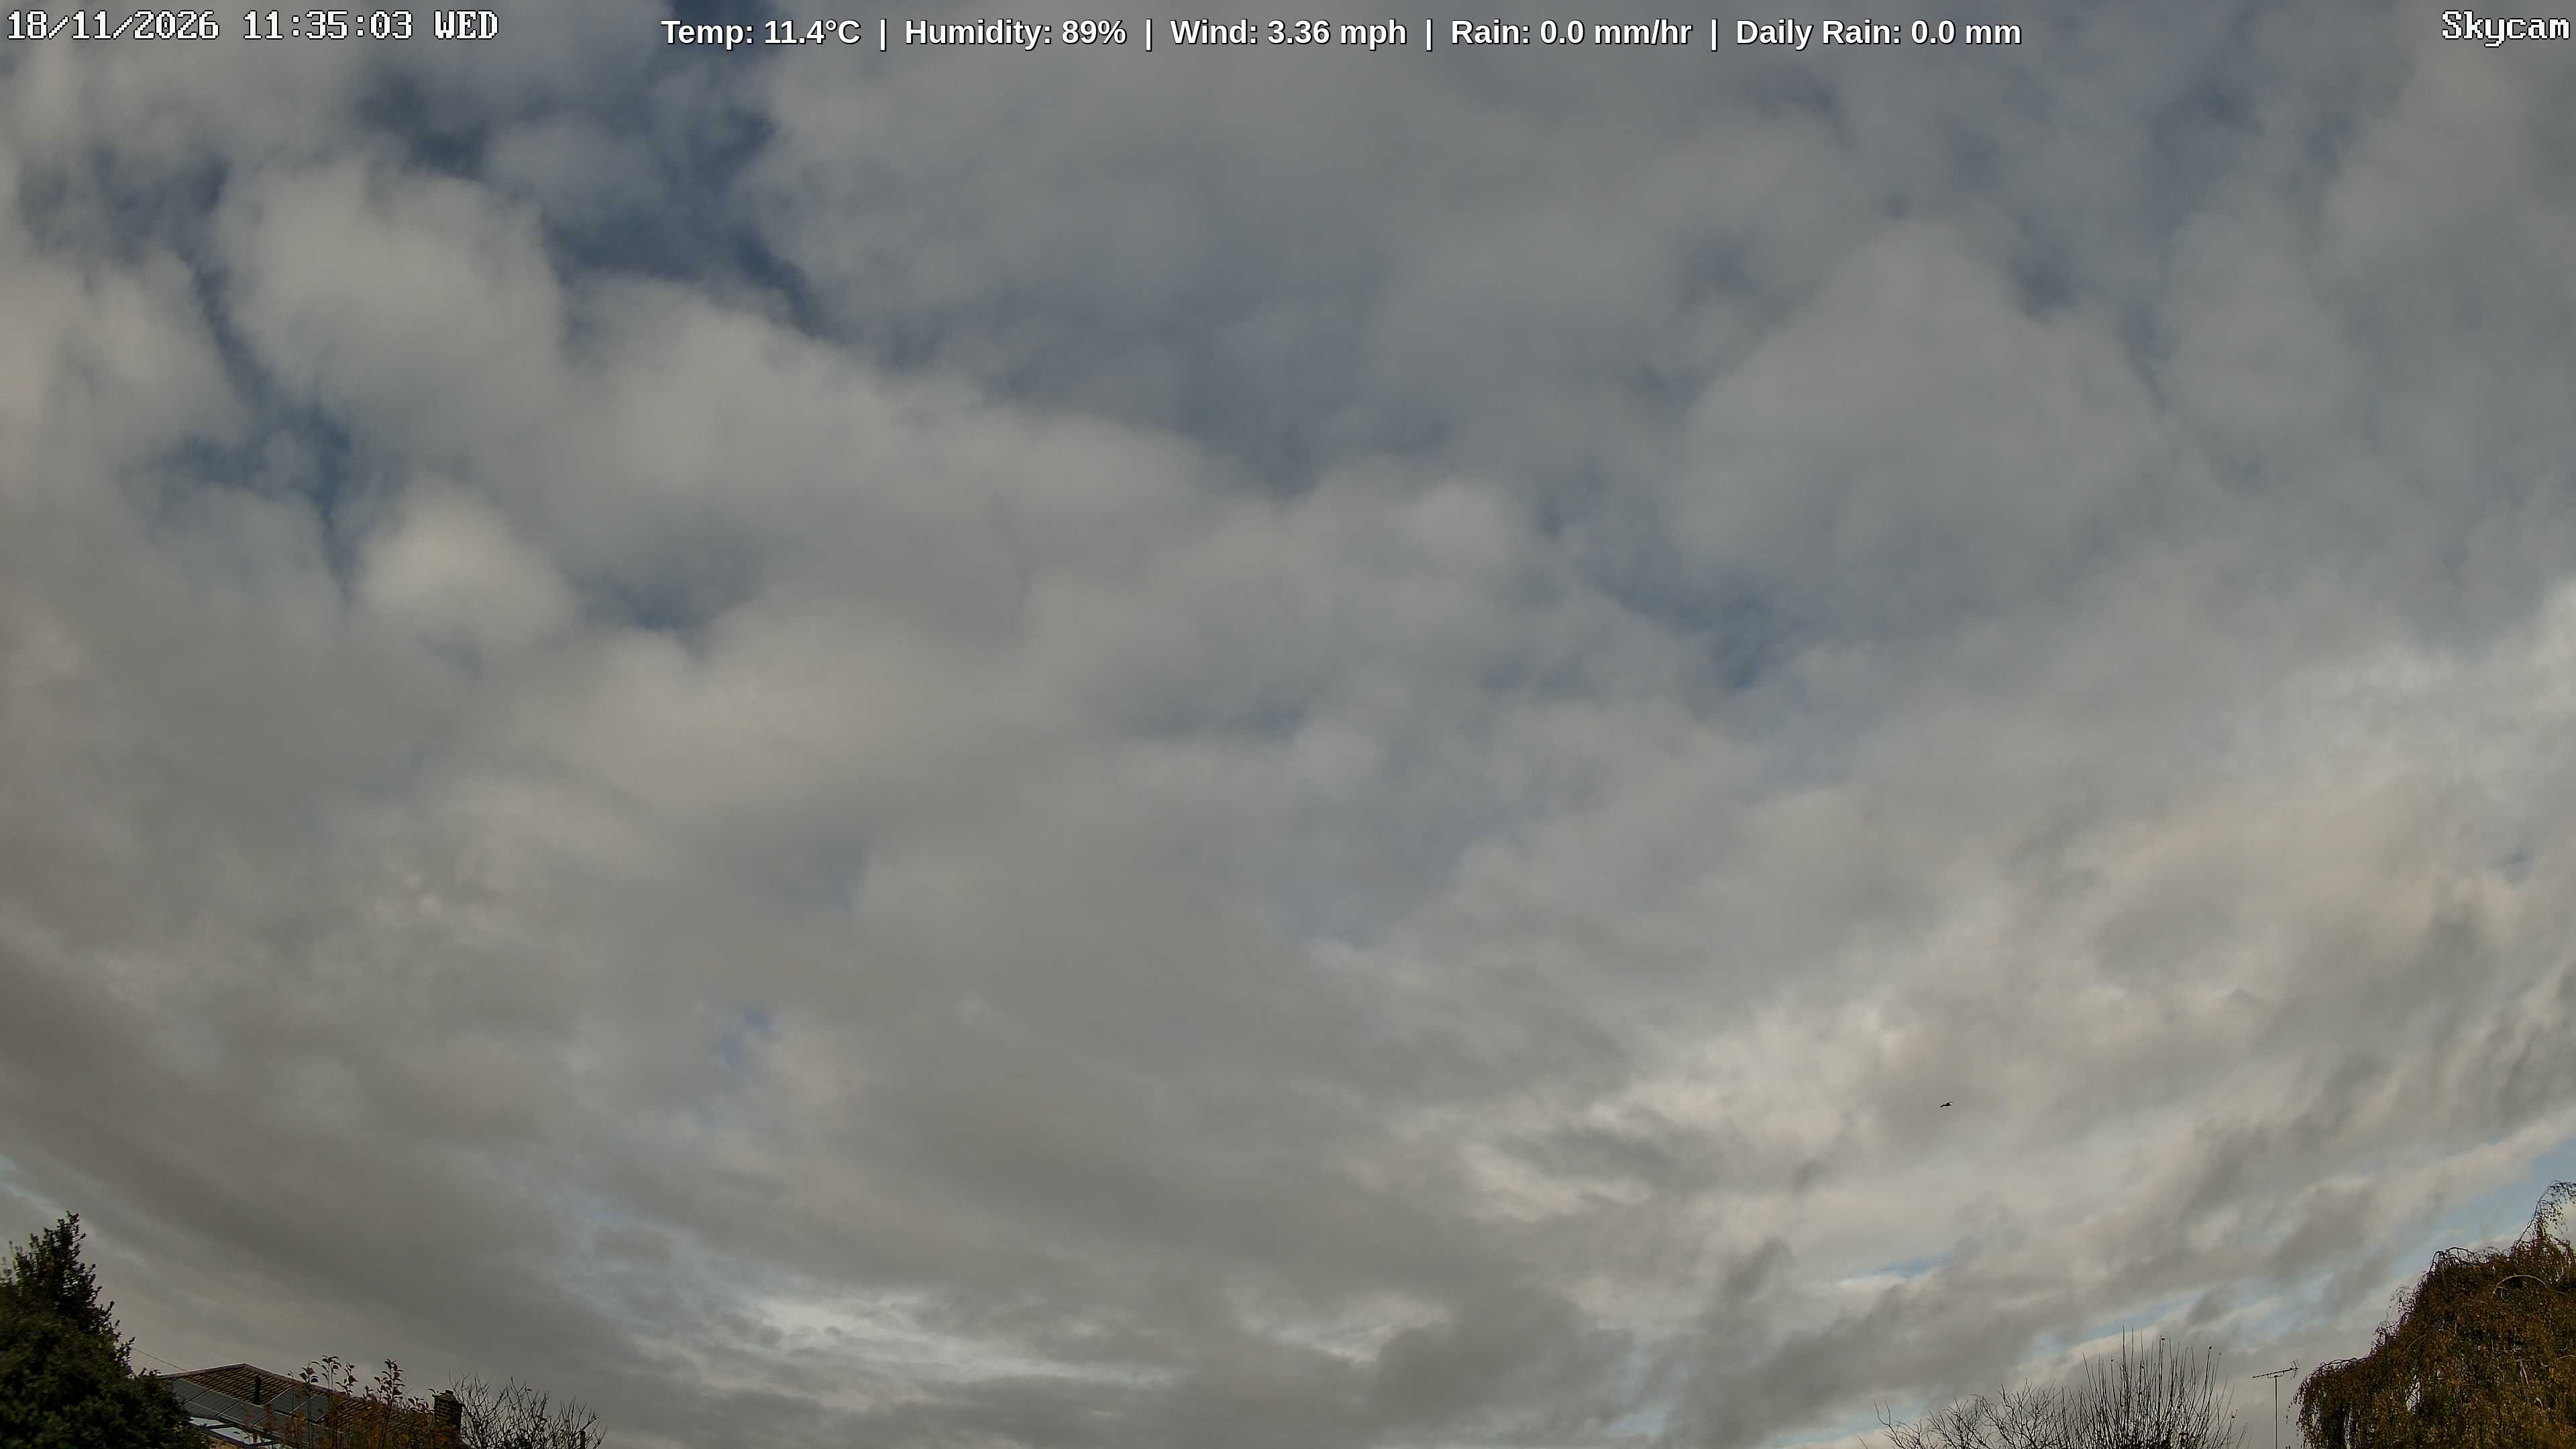 18/11/2026 11:35:03 WED
Temp: 11.4°C | Humidity: 89% | Wind: 3.36 mph | Rain: 0.0 mm/hr | Daily Rain: 0.0 mm
Skycam